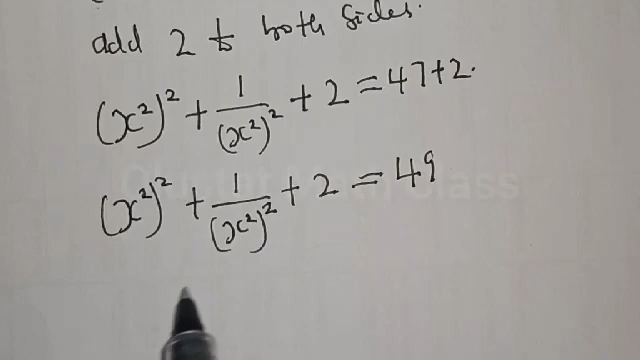 add 2 to both sides.
(x²)² + 1/(x²)² + 2 = 47+2.
(x²)² + 1/(x²)² + 2 = 49